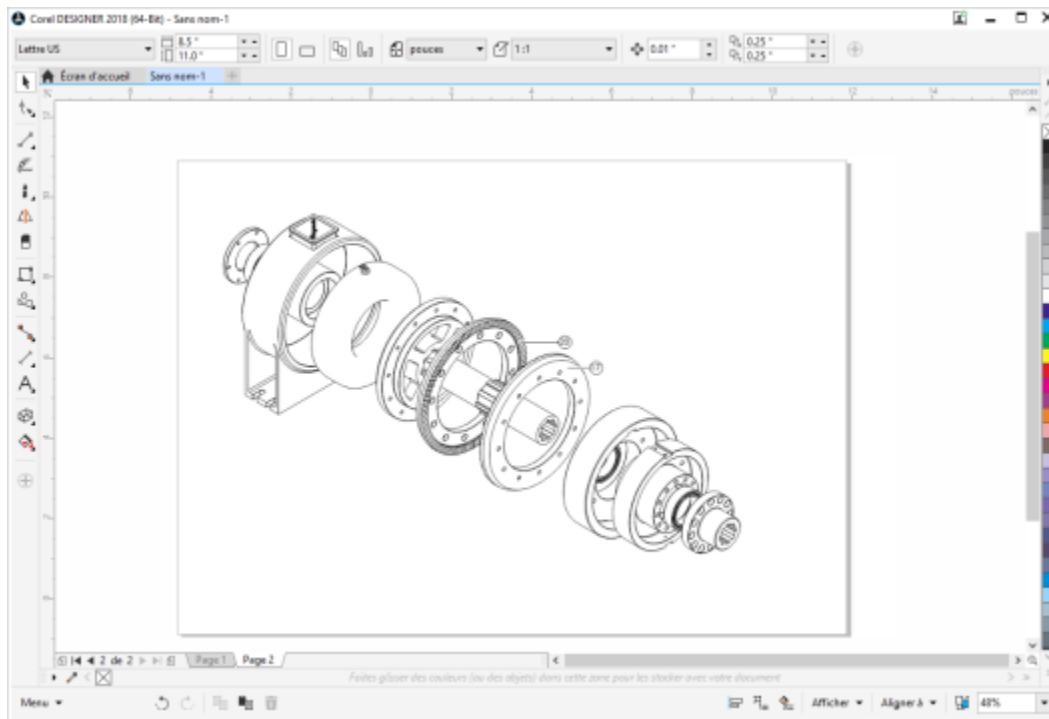 Corel DESIGNER 2018 (64-Bit) - Sans nom-1
Lettre US
8.5 "
11.0 "
pouces
1:1
0.01 "
0.25 "
0.25 "
Écran d'accueil
Sans nom-1
pouces
2 de 2
Page 1
Page 2
Faites glisser des couleurs (ou des objets) dans cette zone pour les stocker avec votre document
Menu
Afficher
Aligner à
48%